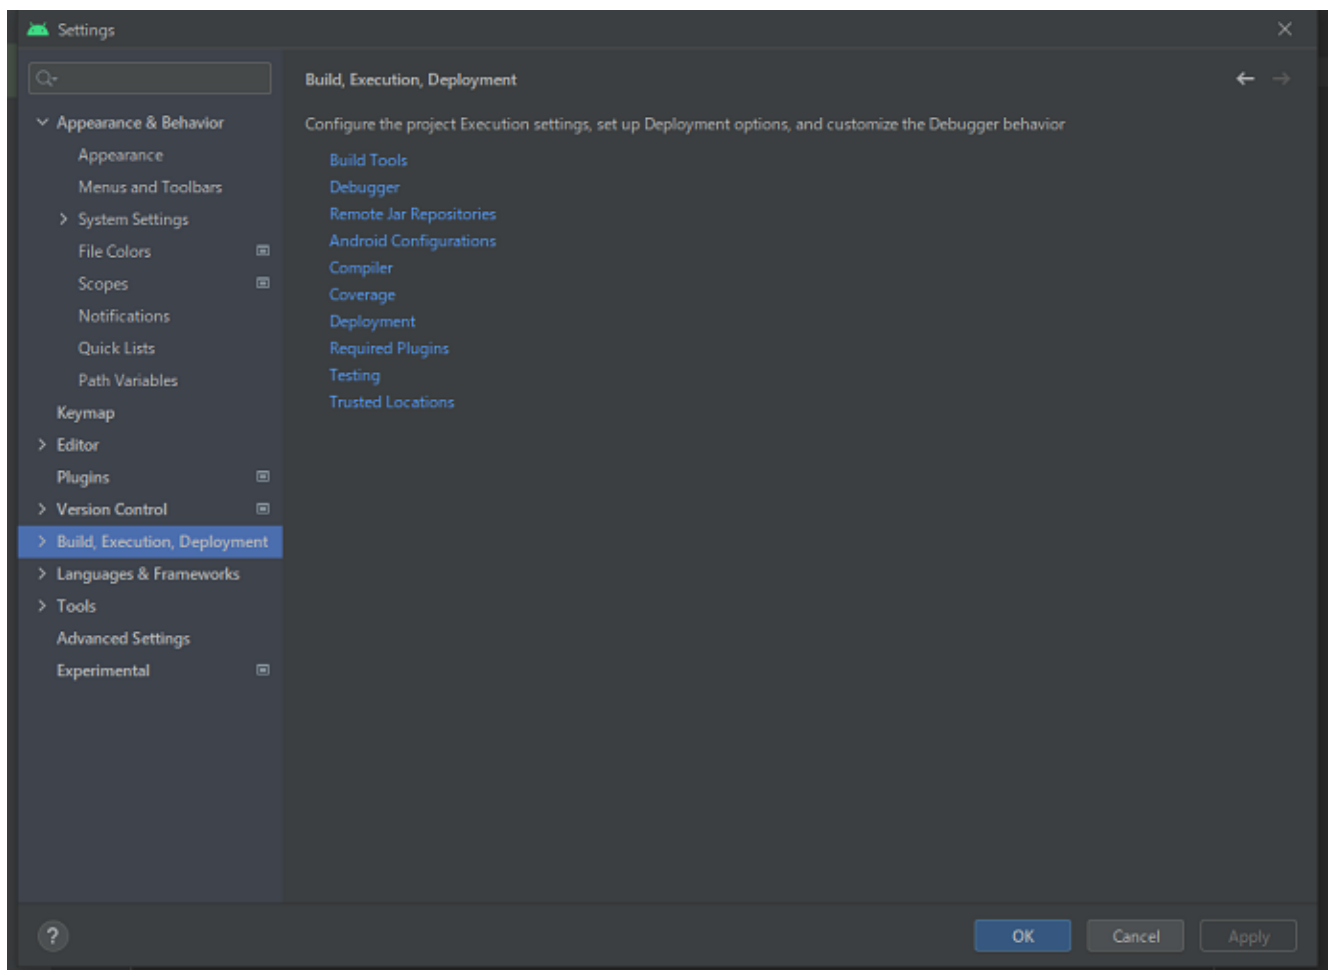 Settings
Appearance & Behavior
Appearance
Menus and Toolbars
System Settings
File Colors
Scopes
Notifications
Quick Lists
Path Variables
Keymap
Editor
Plugins
Version Control
Build, Execution, Deployment
Languages & Frameworks
Tools
Advanced Settings
Experimental
Build, Execution, Deployment
Configure the project Execution settings, set up Deployment options, and customize the Debugger behavior
Build Tools
Debugger
Remote Jar Repositories
Android Configurations
Compiler
Coverage
Deployment
Required Plugins
Testing
Trusted Locations
?
OK
Cancel
Apply